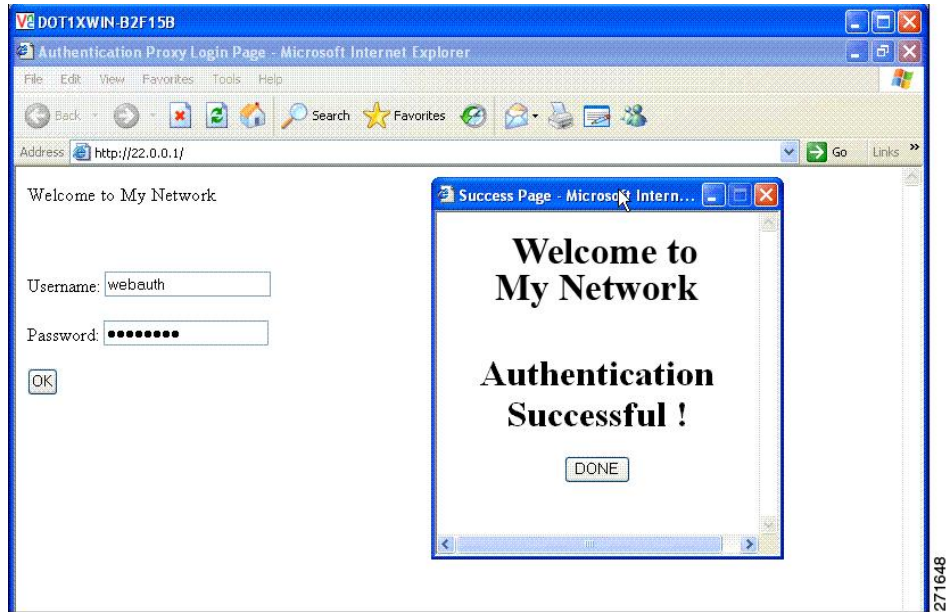 DOT1XWIN-B2F15B
Authentication Proxy Login Page - Microsoft Internet Explorer
File Edit View Favorites Tools Help
Back Search Favorites
Address http://22.0.0.1/ Go Links »
Welcome to My Network
Username: webauth
Password: ●●●●●●●●
OK
Success Page - Microsoft Intern...
Welcome to
My Network
Authentication
Successful !
DONE
271648